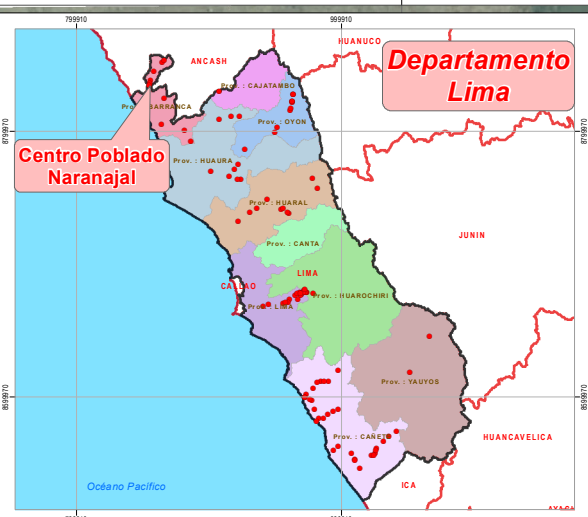 799910
999910
HUANUCO
ANCASH
Departamento
Lima
Prov. : CAJATAMBO
Prov. : BARRANCA
Prov. : OYON
8799970
8799970
Centro Poblado
Naranajal
Prov. : HUAURA
Prov. : HUARAL
JUNIN
Prov. : CANTA
LIMA
CALLAO
Prov. : HUAROCHIRI
Prov. : LIMA
Prov. : YAUYOS
8599970
8599970
Prov. : CAÑETE
HUANCAVELICA
Océano Pacífico
ICA